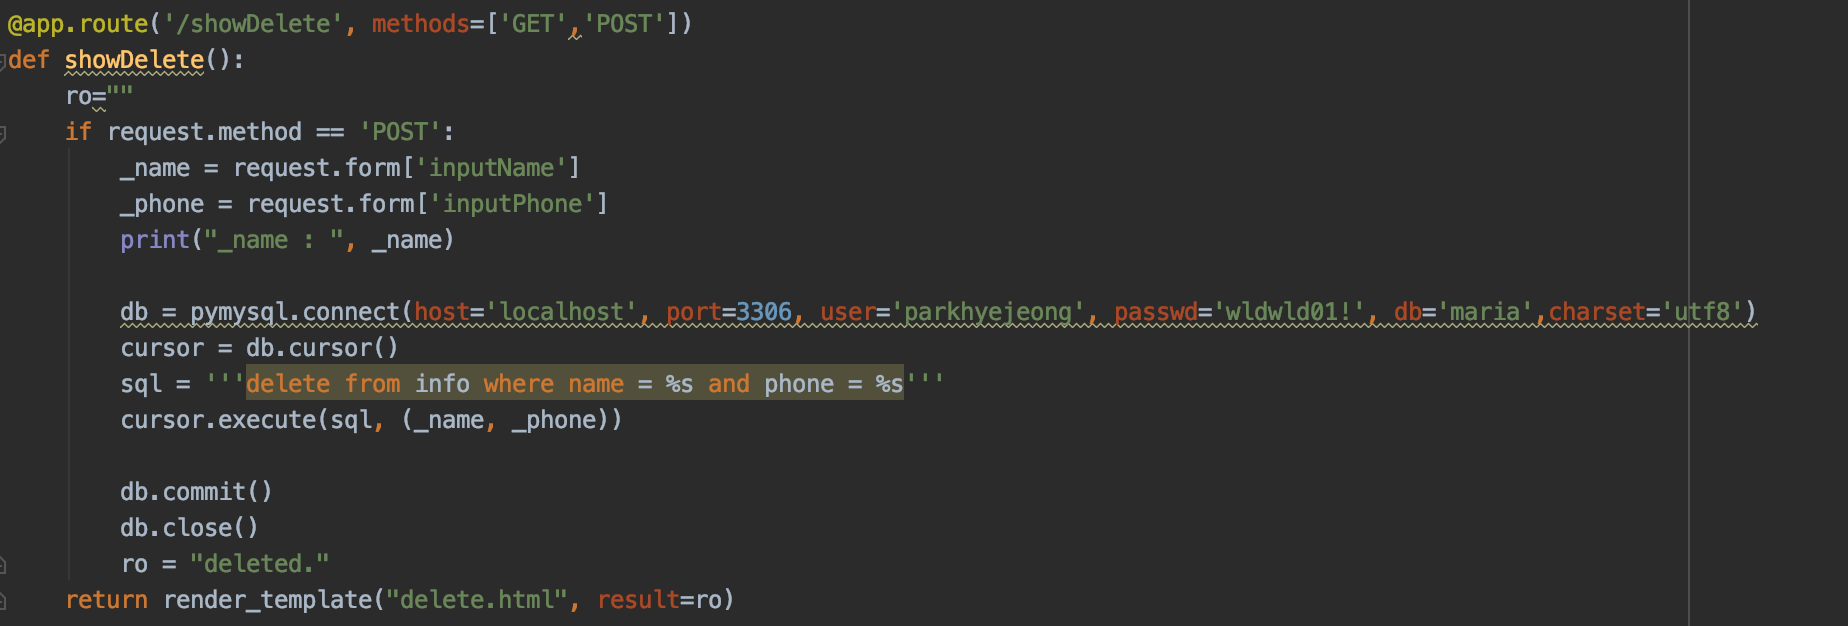 @app.route('/showDelete', methods=['GET','POST'])
def showDelete():
    ro=""
    if request.method == 'POST':
        _name = request.form['inputName']
        _phone = request.form['inputPhone']
        print("_name : ", _name)

        db = pymysql.connect(host='localhost', port=3306, user='parkhyejeong', passwd='wldwld01!', db='maria',charset='utf8')
        cursor = db.cursor()
        sql = '''delete from info where name = %s and phone = %s'''
        cursor.execute(sql, (_name, _phone))

        db.commit()
        db.close()
        ro = "deleted."
    return render_template("delete.html", result=ro)